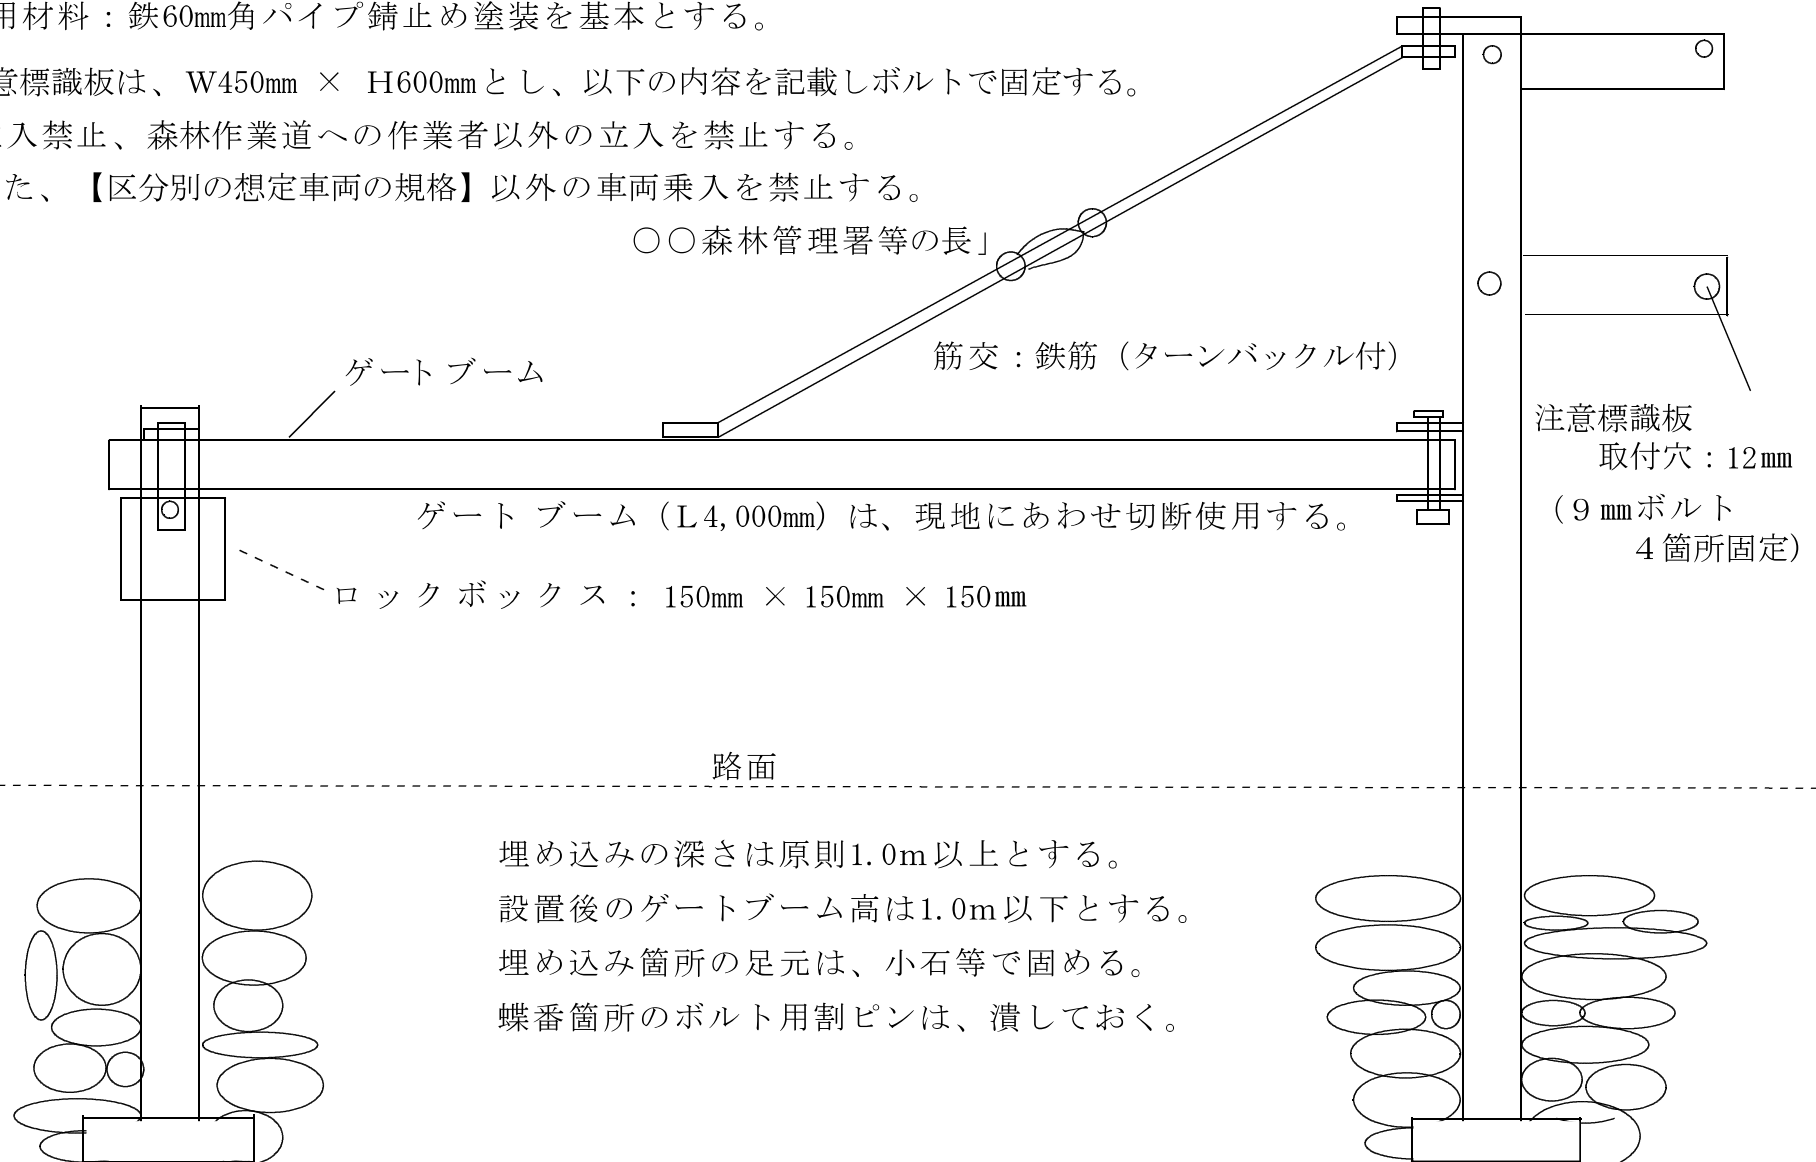 用材料：鉄60mm角パイプ錆止め塗装を基本とする。
意標識板は、W450mm × H600mmとし、以下の内容を記載しボルトで固定する。
入禁止、森林作業道への作業者以外の立入を禁止する。
た、【区分別の想定車両の規格】以外の車両乗入を禁止する。
○○森林管理署等の長」
筋交：鉄筋（ターンバックル付）
ゲートブーム
注意標識板
取付穴：12mm
（９mmボルト
４箇所固定）
ゲート ブーム（L4,000mm）は、現地にあわせ切断使用する。
ロックボックス： 150mm × 150mm × 150mm
路面
埋め込みの深さは原則1.0m以上とする。
設置後のゲートブーム高は1.0m以下とする。
埋め込み箇所の足元は、小石等で固める。
蝶番箇所のボルト用割ピンは、潰しておく。